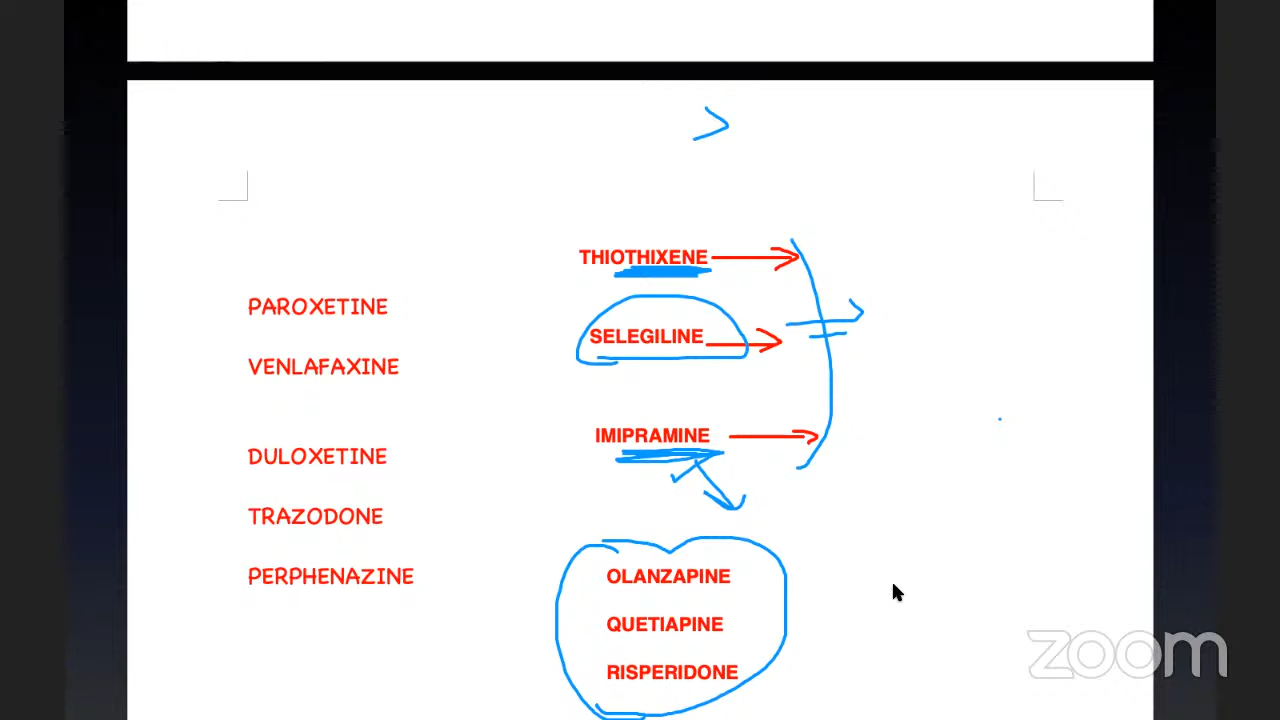 THIOTHIXENE
PAROXETINE
SELEGILINE
VENLAFAXINE
IMIPRAMINE
DULOXETINE
TRAZODONE
PERPHENAZINE
OLANZAPINE
QUETIAPINE
RISPERIDONE
zoom